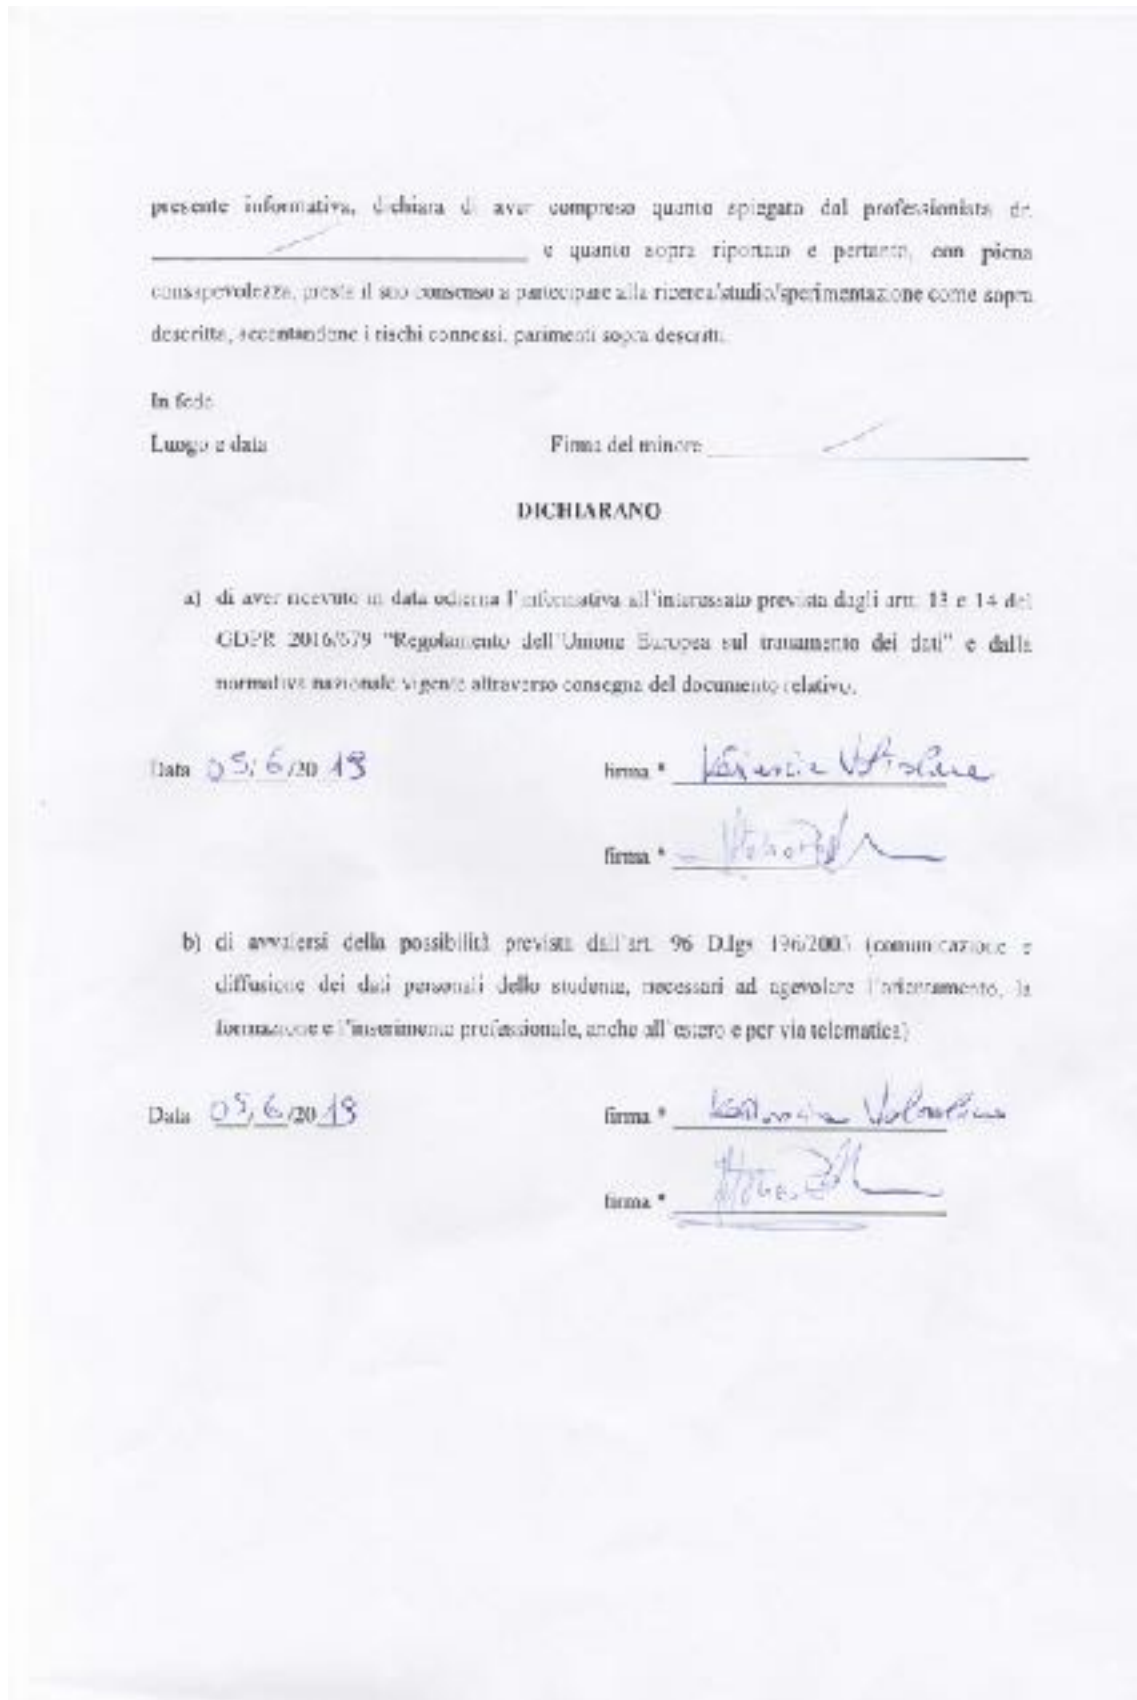 presente informativa, dichiara di aver compreso quanto spiegato dal professionista dr.
e quanto sopra riportato e pertanto, con piena
consapevolezza, presta il suo consenso a partecipare alla ricerca/studio/sperimentazione come sopra
descritta, accettandone i rischi connessi, parimenti sopra descritti.
In fede
Luogo e data
Firma del minore
DICHIARANO
a) di aver ricevuto in data odierna l'informativa all'interessato prevista dagli artt. 13 e 14 del
GDPR 2016/679 "Regolamento dell'Unione Europea sul trattamento dei dati" e dalla
normativa nazionale vigente attraverso consegna del documento relativo.
Data 05/6/2019
firma *
firma *
b) di avvalersi della possibilità prevista dall'art. 96 D.lgs 196/2003 (comunicazione e
diffusione dei dati personali dello studente, necessari ad agevolare l'orientamento, la
formazione e l'inserimento professionale, anche all'estero e per via telematica)
Data 05/6/2019
firma *
firma *